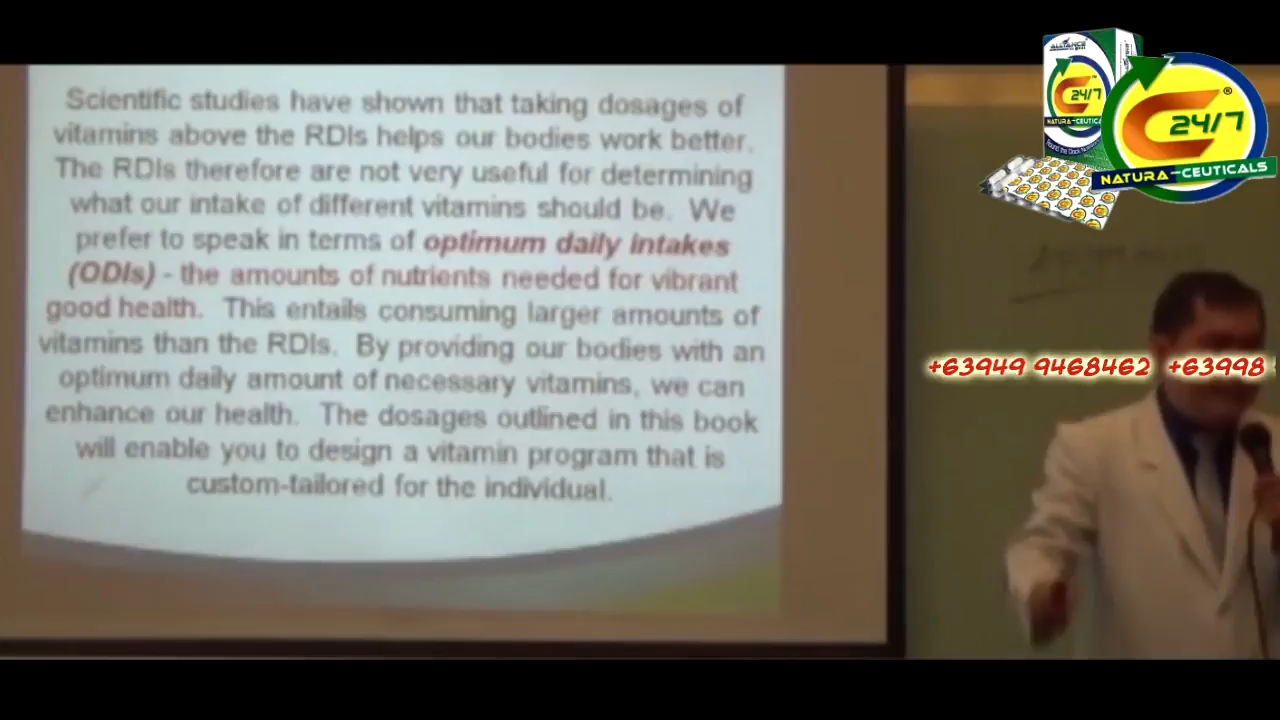 Scientific studies have shown that taking dosages of
vitamins above the RDIs helps our bodies work better.
The RDIs therefore are not very useful for determining
what our intake of different vitamins should be. We
prefer to speak in terms of optimum daily intakes
(ODIs) - the amounts of nutrients needed for vibrant
good health. This entails consuming larger amounts of
vitamins than the RDIs. By providing our bodies with an
optimum daily amount of necessary vitamins, we can
enhance our health. The dosages outlined in this book
will enable you to design a vitamin program that is
custom-tailored for the individual.
ALLIANCE
C 24/7
NATURA-CEUTICALS
C 24/7 ®
NATURA-CEUTICALS
+63949 9468462 +63998